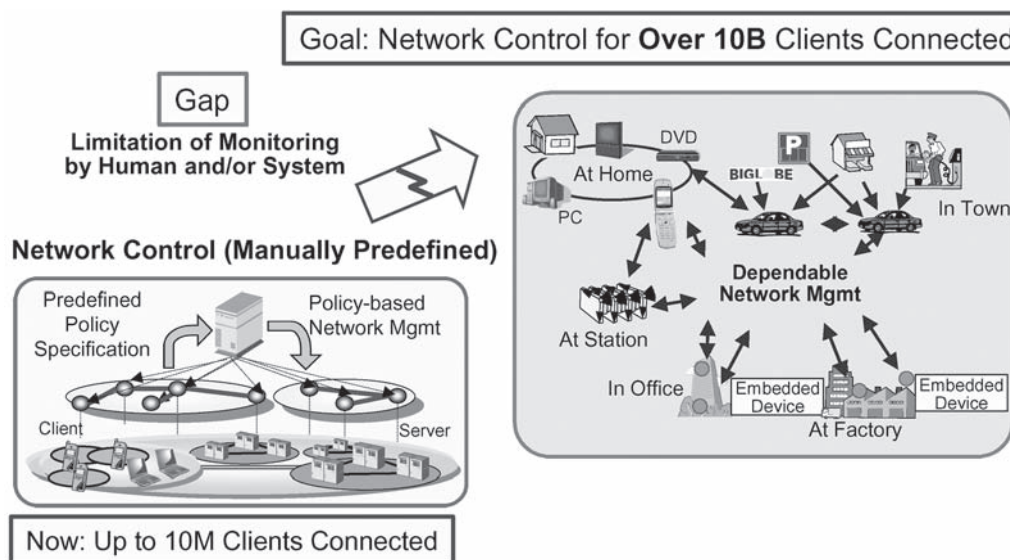 Goal: Network Control for Over 10B Clients Connected
Gap
Limitation of Monitoring
by Human and/or System
DVD
At Home
PC
P
BIGLOBE
In Town
Dependable
Network Mgmt
At Station
In Office
Embedded
Device
At Factory
Embedded
Device
Network Control (Manually Predefined)
Predefined
Policy
Specification
Policy-based
Network Mgmt
Client
Server
Now: Up to 10M Clients Connected